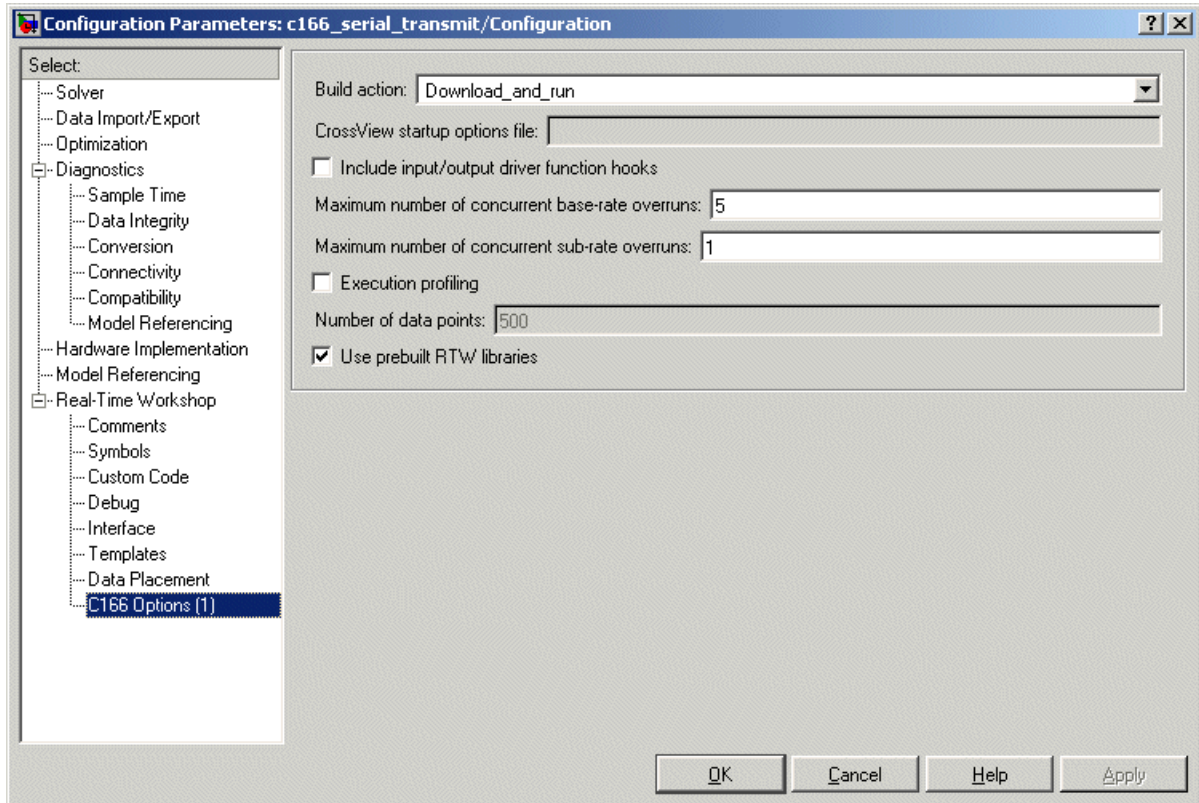 Configuration Parameters: c166_serial_transmit/Configuration
Select:
Solver
Data Import/Export
Optimization
Diagnostics
Sample Time
Data Integrity
Conversion
Connectivity
Compatibility
Model Referencing
Hardware Implementation
Model Referencing
Real-Time Workshop
Comments
Symbols
Custom Code
Debug
Interface
Templates
Data Placement
C166 Options (1)
Build action: Download_and_run
CrossView startup options file:
Include input/output driver function hooks
Maximum number of concurrent base-rate overruns: 5
Maximum number of concurrent sub-rate overruns: 1
Execution profiling
Number of data points: 500
Use prebuilt RTW libraries
OK Cancel Help Apply